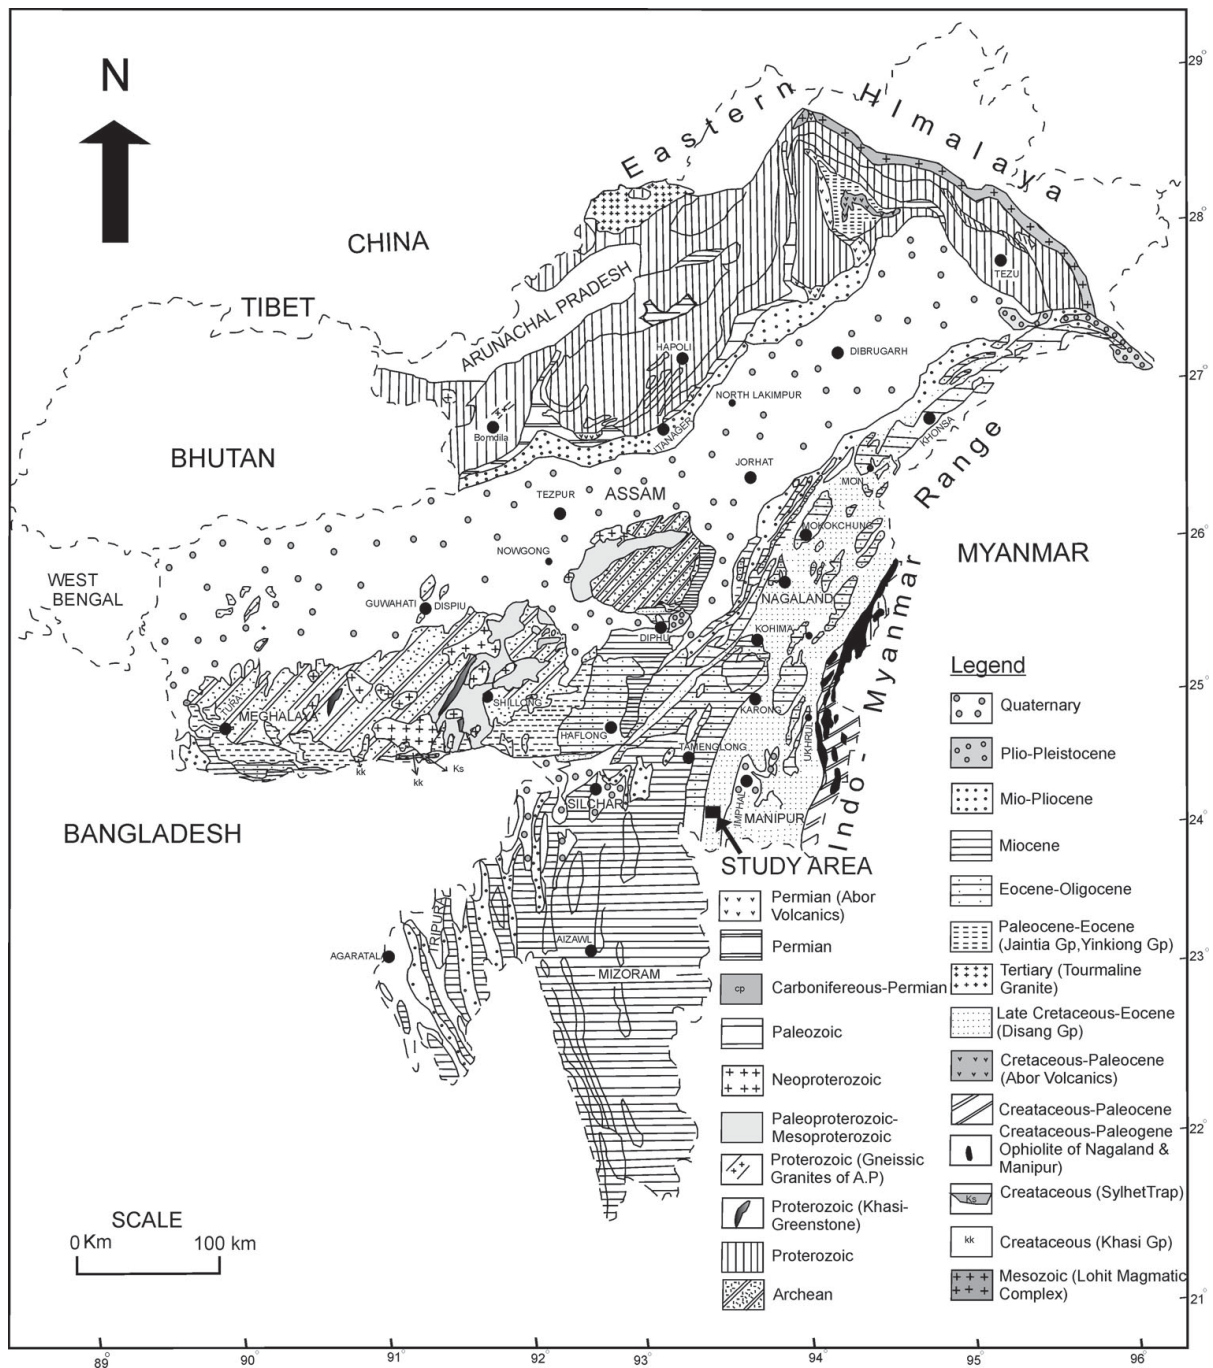 N
Eastern HImalaya
CHINA
TIBET
ARUNACHAL PRADESH
TEZU
HAPOLI
DIBRUGARH
NORTH LAKIMPUR
Bomdila
ITANAGER
KHONSA
BHUTAN
JORHAT
MON
TEZPUR
ASSAM
MOKOKCHUNG
NOWGONG
WEST
BENGAL
MYANMAR
GUWAHATI
DISPIU
NAGALAND
DIPHU
KOHIMA
Indo-Myanmar Range
TURA
MEGHALAYA
SHILLONG
KARONG
HAFLONG
UKHRUL
TAMENGLONG
kk
kk
Ks
SILCHAR
IMPHAL
MANIPUR
BANGLADESH
STUDY AREA
TRIPURA
AGARATALA
AIZAWL
MIZORAM
Legend
Quaternary
Plio-Pleistocene
Mio-Pliocene
Miocene
Eocene-Oligocene
Paleocene-Eocene
(Jaintia Gp,Yinkiong Gp)
Tertiary (Tourmaline
Granite)
Late Cretaceous-Eocene
(Disang Gp)
Cretaceous-Paleocene
(Abor Volcanics)
Creataceous-Paleocene
Creataceous-Paleogene
Ophiolite of Nagaland &
Manipur)
Ks
Creataceous (SylhetTrap)
kk
Creataceous (Khasi Gp)
Mesozoic (Lohit Magmatic
Complex)
Permian (Abor
Volcanics)
Permian
cp
Carbonifereous-Permian
Paleozoic
Neoproterozoic
Paleoproterozoic-
Mesoproterozoic
Proterozoic (Gneissic
Granites of A.P)
Proterozoic (Khasi-
Greenstone)
Proterozoic
Archean
SCALE
0 Km 100 km
29°
28°
27°
26°
25°
24°
23°
22°
21°
89° 90° 91° 92° 93° 94° 95° 96°